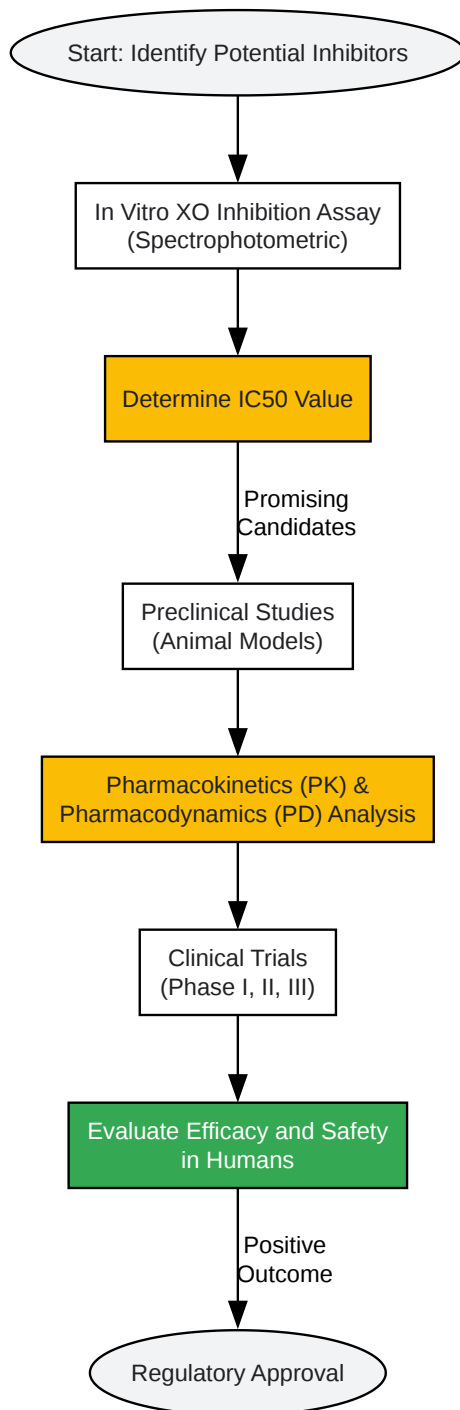 Start: Identify Potential Inhibitors
In Vitro XO Inhibition Assay
(Spectrophotometric)
Determine IC50 Value
Promising
Candidates
Preclinical Studies
(Animal Models)
Pharmacokinetics (PK) &
Pharmacodynamics (PD) Analysis
Clinical Trials
(Phase I, II, III)
Evaluate Efficacy and Safety
in Humans
Positive
Outcome
Regulatory Approval